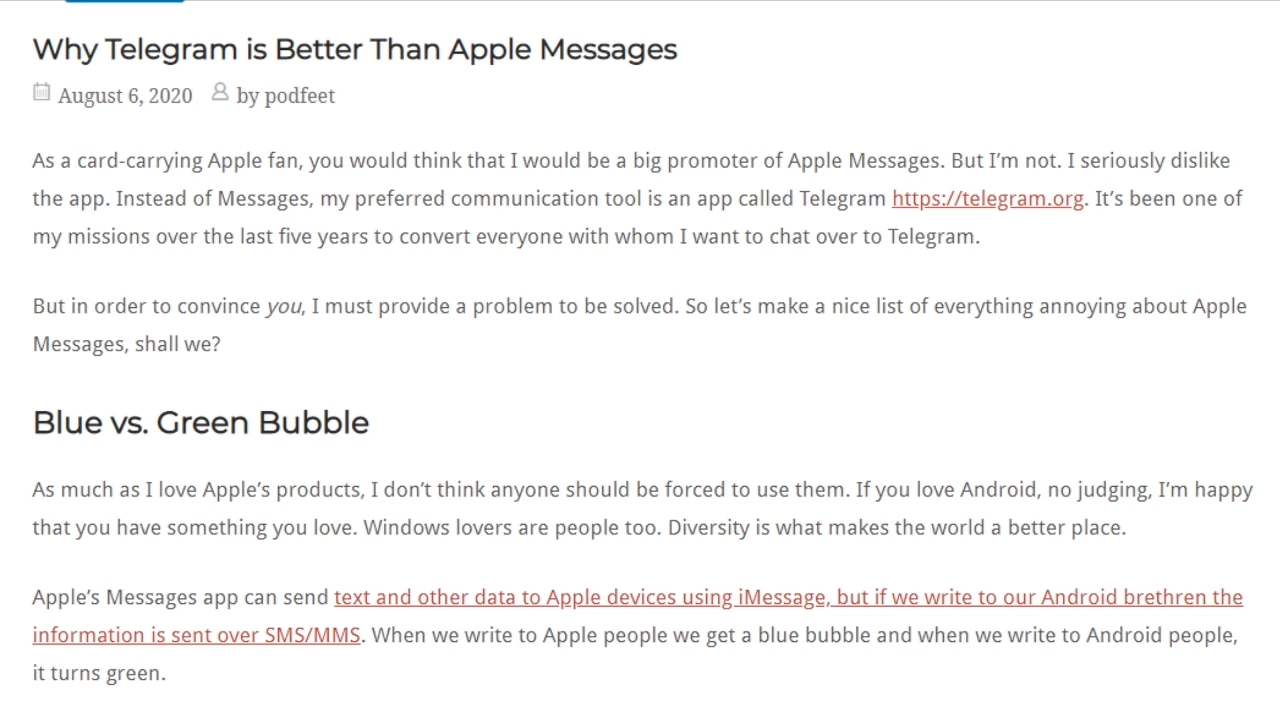 Why Telegram is Better Than Apple Messages
August 6, 2020 by podfeet
As a card-carrying Apple fan, you would think that I would be a big promoter of Apple Messages. But I’m not. I seriously dislike
the app. Instead of Messages, my preferred communication tool is an app called Telegram https://telegram.org. It’s been one of
my missions over the last five years to convert everyone with whom I want to chat over to Telegram.
But in order to convince you, I must provide a problem to be solved. So let’s make a nice list of everything annoying about Apple
Messages, shall we?
Blue vs. Green Bubble
As much as I love Apple’s products, I don’t think anyone should be forced to use them. If you love Android, no judging, I’m happy
that you have something you love. Windows lovers are people too. Diversity is what makes the world a better place.
Apple’s Messages app can send text and other data to Apple devices using iMessage, but if we write to our Android brethren the
information is sent over SMS/MMS. When we write to Apple people we get a blue bubble and when we write to Android people,
it turns green.